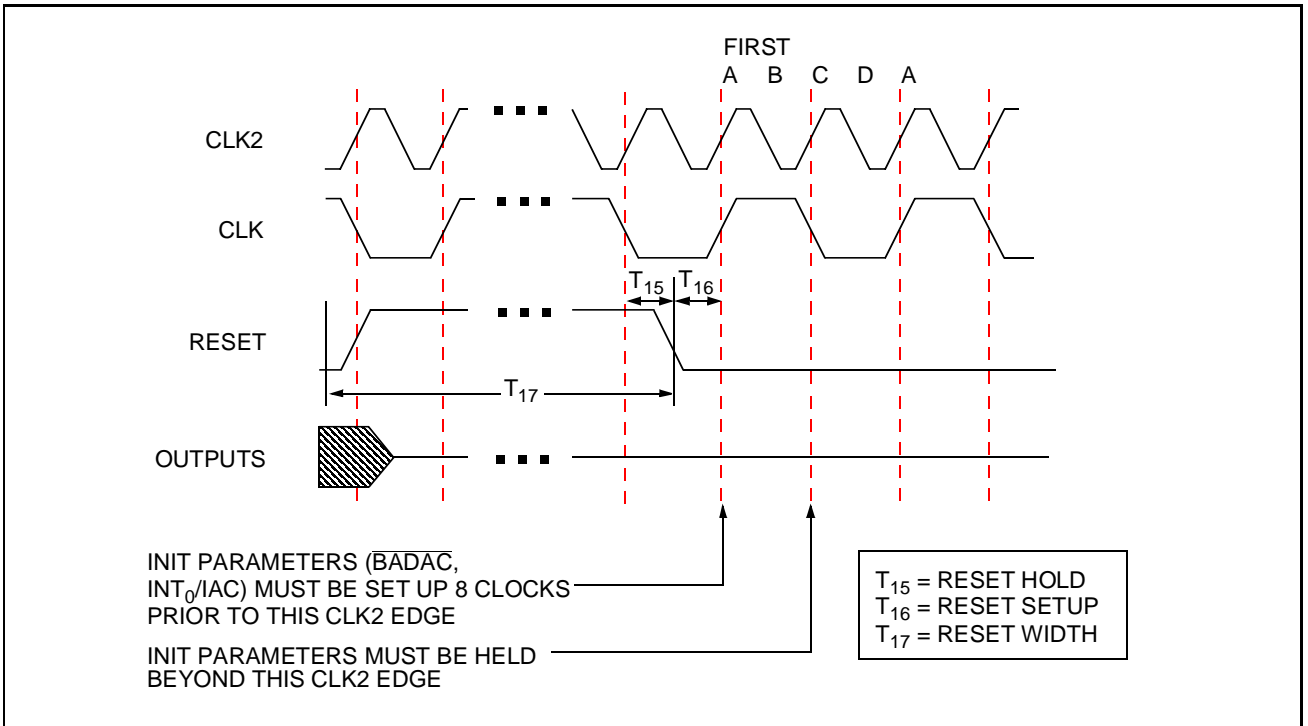 FIRST
A B C D A
CLK2
CLK
T15 T16
RESET
T17
OUTPUTS
INIT PARAMETERS (BADAC,
INT0/IAC) MUST BE SET UP 8 CLOCKS
PRIOR TO THIS CLK2 EDGE
INIT PARAMETERS MUST BE HELD
BEYOND THIS CLK2 EDGE
T15 = RESET HOLD
T16 = RESET SETUP
T17 = RESET WIDTH